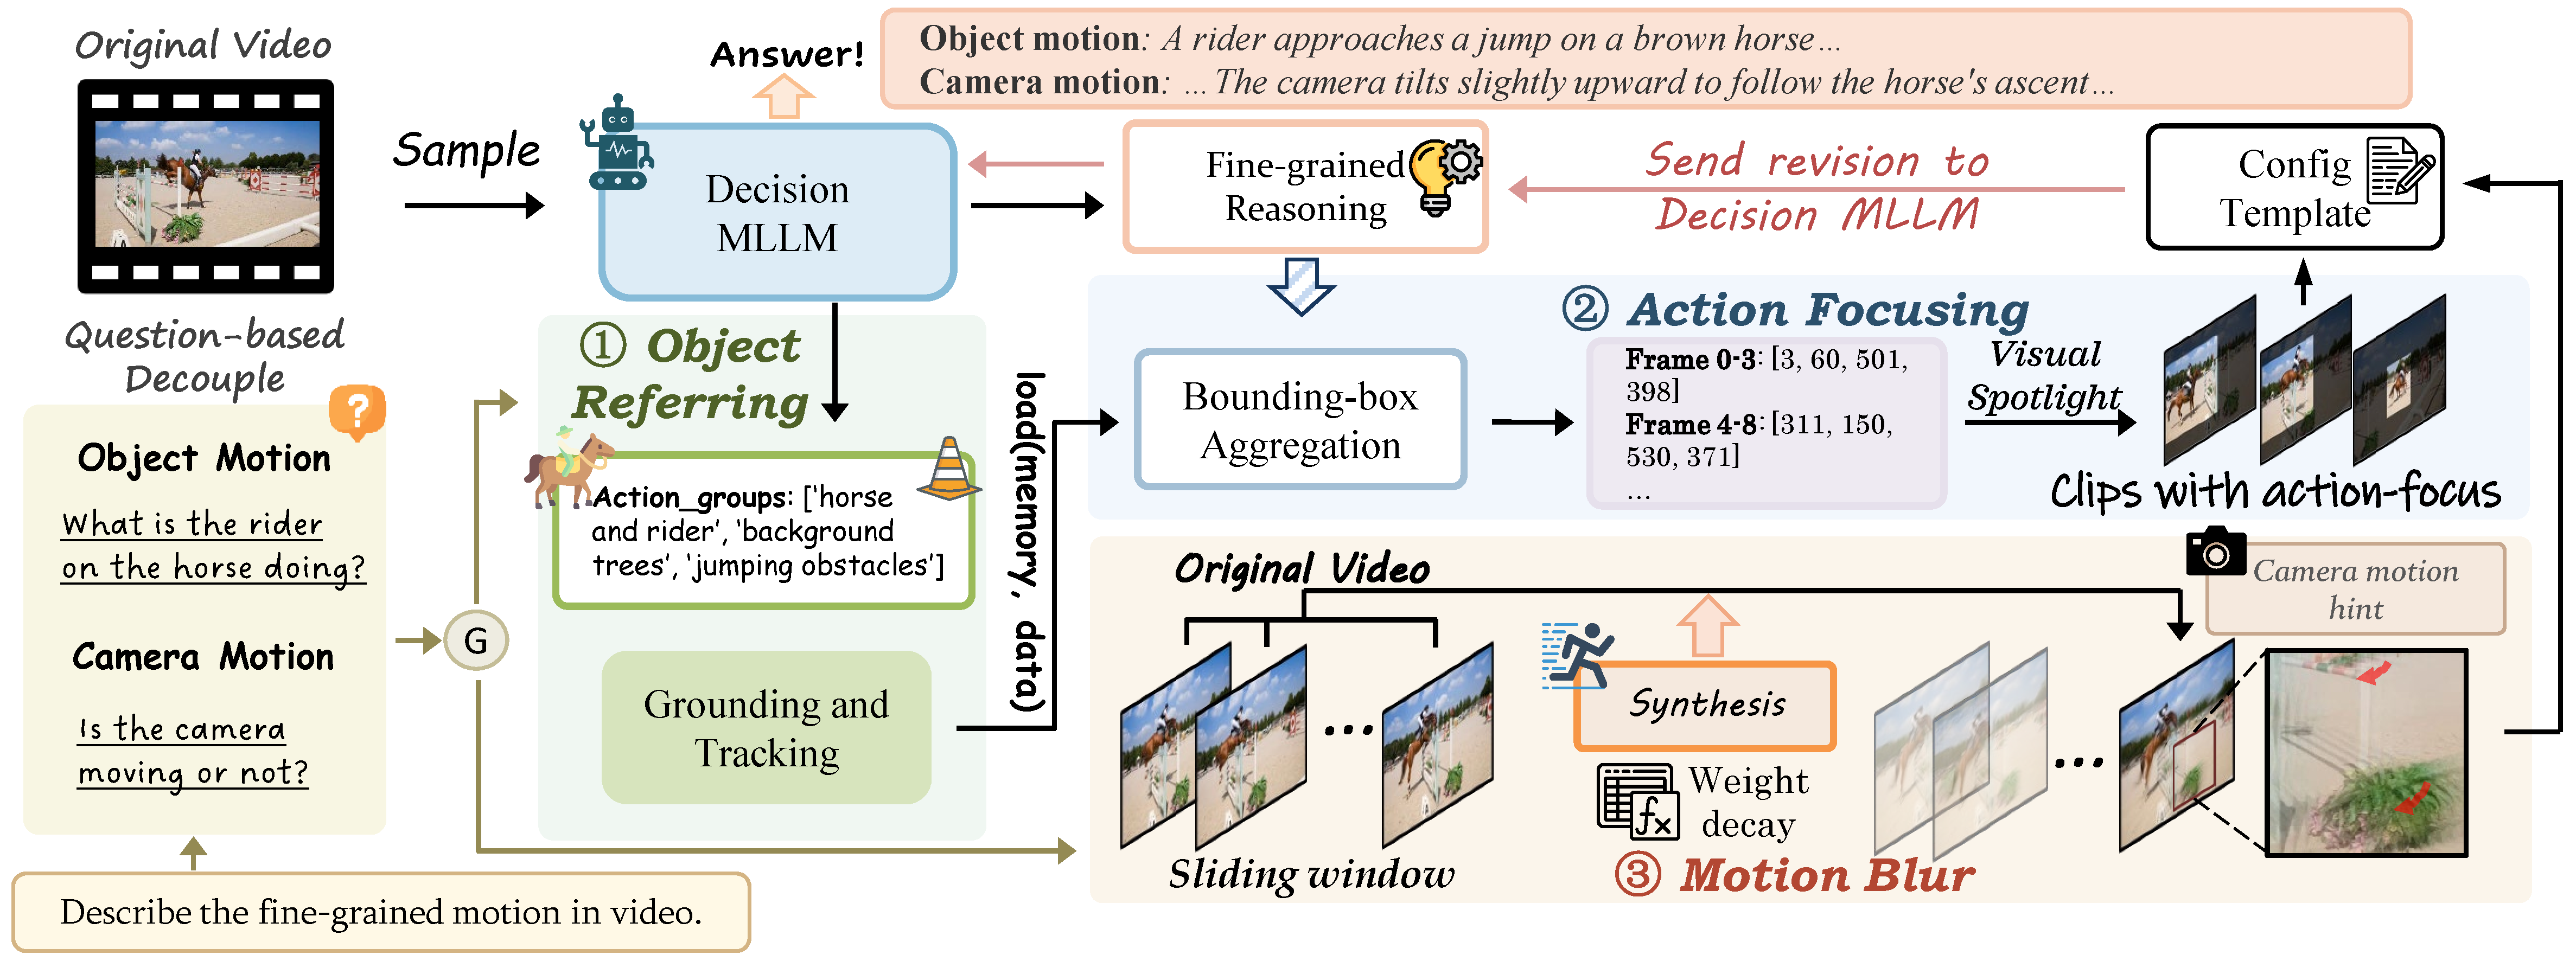 Original Video
Question-based
Decouple
Object Motion
What is the rider
on the horse doing?
Camera Motion
Is the camera
moving or not?
Describe the fine-grained motion in video.
Sample
G
Answer!
Object motion: A rider approaches a jump on a brown horse...
Camera motion: ...The camera tilts slightly upward to follow the horse's ascent...
Decision
MLLM
Fine-grained
Reasoning
Send revision to
Decision MLLM
Config
Template
① Object
Referring
Action_groups: ['horse
and rider', 'background
trees', 'jumping obstacles']
Grounding and
Tracking
load(memory, data)
② Action Focusing
Bounding-box
Aggregation
Frame 0-3: [3, 60, 501,
398]
Frame 4-8: [311, 150,
530, 371]
...
Visual
Spotlight
Clips with action-focus
Original Video
Camera motion
hint
Synthesis
...
...
Weight
decay
fx
Sliding window
③ Motion Blur